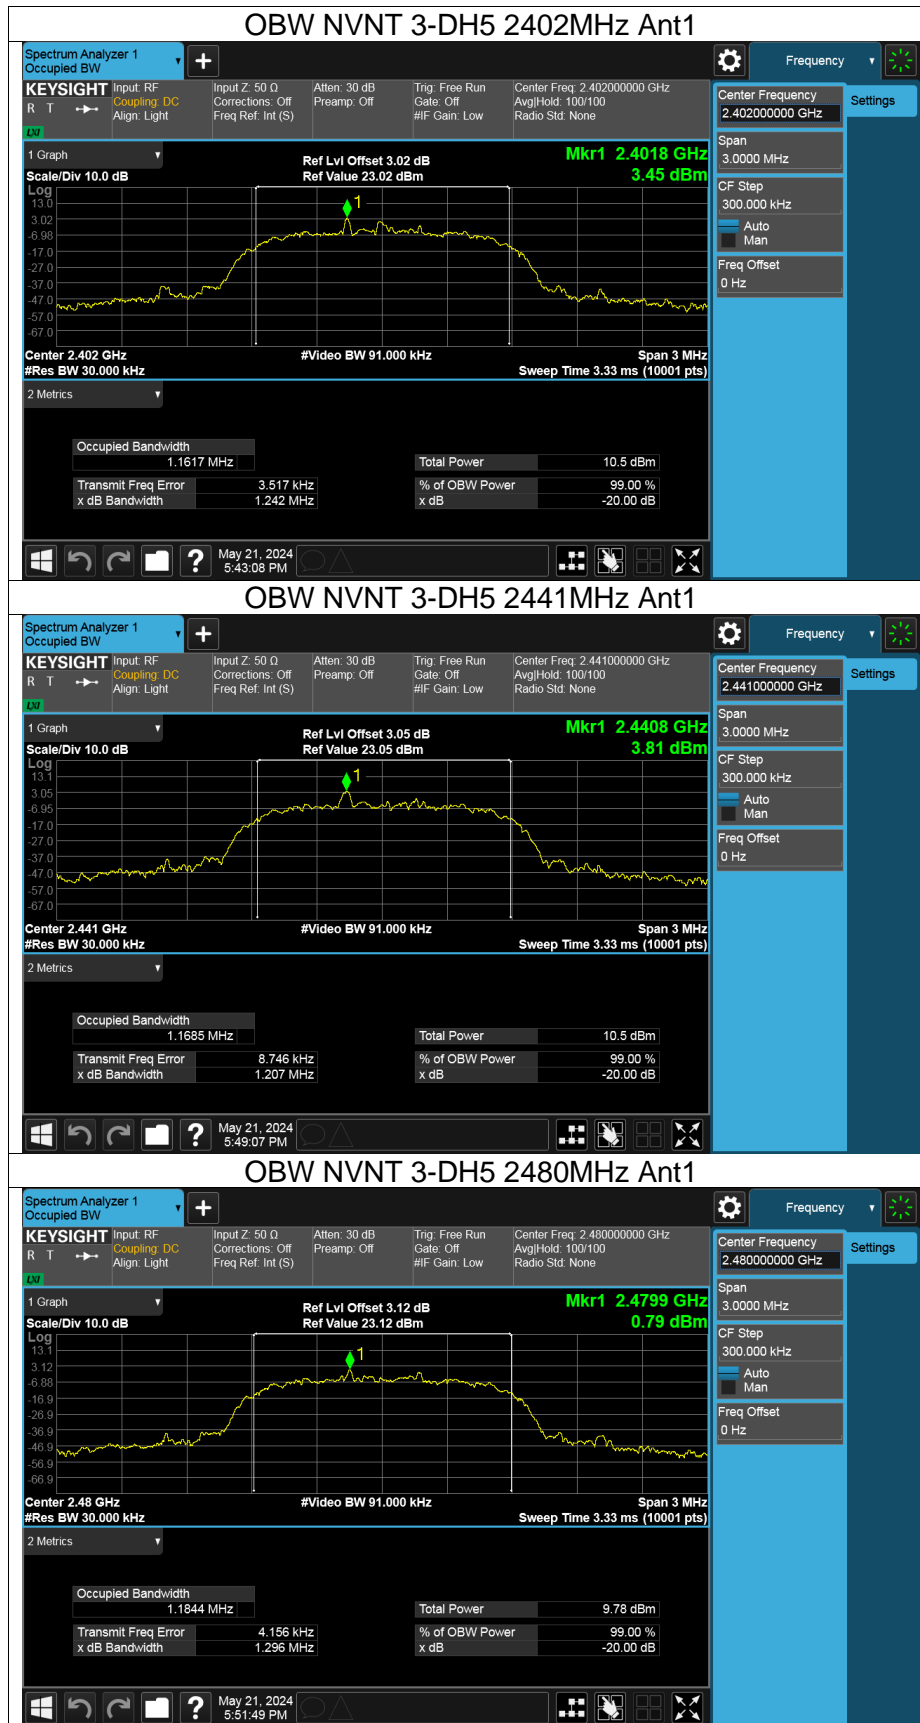 OBW NVNT 3-DH5 2402MHz Ant1
Spectrum Analyzer 1
Occupied BW
+
Frequency
KEYSIGHT
R T
LXI
Input: RF
Coupling: DC
Align: Light
Input Z: 50 Ω
Corrections: Off
Freq Ref: Int (S)
Atten: 30 dB
Preamp: Off
Trig: Free Run
Gate: Off
#IF Gain: Low
Center Freq: 2.402000000 GHz
Avg|Hold: 100/100
Radio Std: None
Center Frequency
2.402000000 GHz
Settings
Span
3.0000 MHz
CF Step
300.000 kHz
Auto
Man
Freq Offset
0 Hz
1 Graph
Scale/Div 10.0 dB
Ref Lvl Offset 3.02 dB
Ref Value 23.02 dBm
Mkr1 2.4018 GHz
3.45 dBm
Log
13.0
3.02
-6.98
-17.0
-27.0
-37.0
-47.0
-57.0
-67.0
1
Center 2.402 GHz
#Res BW 30.000 kHz
#Video BW 91.000 kHz
Span 3 MHz
Sweep Time 3.33 ms (10001 pts)
2 Metrics
Occupied Bandwidth
1.1617 MHz
Transmit Freq Error 3.517 kHz
x dB Bandwidth 1.242 MHz
Total Power 10.5 dBm
% of OBW Power 99.00 %
x dB -20.00 dB
?
May 21, 2024
5:43:08 PM
OBW NVNT 3-DH5 2441MHz Ant1
Spectrum Analyzer 1
Occupied BW
+
Frequency
KEYSIGHT
R T
LXI
Input: RF
Coupling: DC
Align: Light
Input Z: 50 Ω
Corrections: Off
Freq Ref: Int (S)
Atten: 30 dB
Preamp: Off
Trig: Free Run
Gate: Off
#IF Gain: Low
Center Freq: 2.441000000 GHz
Avg|Hold: 100/100
Radio Std: None
Center Frequency
2.441000000 GHz
Settings
Span
3.0000 MHz
CF Step
300.000 kHz
Auto
Man
Freq Offset
0 Hz
1 Graph
Scale/Div 10.0 dB
Ref Lvl Offset 3.05 dB
Ref Value 23.05 dBm
Mkr1 2.4408 GHz
3.81 dBm
Log
13.1
3.05
-6.95
-17.0
-27.0
-37.0
-47.0
-57.0
-67.0
1
Center 2.441 GHz
#Res BW 30.000 kHz
#Video BW 91.000 kHz
Span 3 MHz
Sweep Time 3.33 ms (10001 pts)
2 Metrics
Occupied Bandwidth
1.1685 MHz
Transmit Freq Error 8.746 kHz
x dB Bandwidth 1.207 MHz
Total Power 10.5 dBm
% of OBW Power 99.00 %
x dB -20.00 dB
?
May 21, 2024
5:49:07 PM
OBW NVNT 3-DH5 2480MHz Ant1
Spectrum Analyzer 1
Occupied BW
+
Frequency
KEYSIGHT
R T
LXI
Input: RF
Coupling: DC
Align: Light
Input Z: 50 Ω
Corrections: Off
Freq Ref: Int (S)
Atten: 30 dB
Preamp: Off
Trig: Free Run
Gate: Off
#IF Gain: Low
Center Freq: 2.480000000 GHz
Avg|Hold: 100/100
Radio Std: None
Center Frequency
2.480000000 GHz
Settings
Span
3.0000 MHz
CF Step
300.000 kHz
Auto
Man
Freq Offset
0 Hz
1 Graph
Scale/Div 10.0 dB
Ref Lvl Offset 3.12 dB
Ref Value 23.12 dBm
Mkr1 2.4799 GHz
0.79 dBm
Log
13.1
3.12
-6.88
-16.9
-26.9
-36.9
-46.9
-56.9
-66.9
1
Center 2.48 GHz
#Res BW 30.000 kHz
#Video BW 91.000 kHz
Span 3 MHz
Sweep Time 3.33 ms (10001 pts)
2 Metrics
Occupied Bandwidth
1.1844 MHz
Transmit Freq Error 4.156 kHz
x dB Bandwidth 1.296 MHz
Total Power 9.78 dBm
% of OBW Power 99.00 %
x dB -20.00 dB
?
May 21, 2024
5:51:49 PM